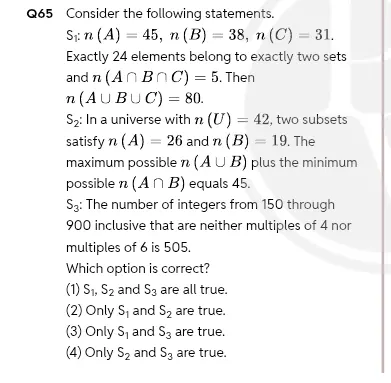 Q65 Consider the following statements.
S₁: n (A) = 45, n (B) = 38, n (C) = 31.
Exactly 24 elements belong to exactly two sets
and n (A ∩ B ∩ C) = 5. Then
n (A ∪ B ∪ C) = 80.
S₂: In a universe with n (U) = 42, two subsets
satisfy n (A) = 26 and n (B) = 19. The
maximum possible n (A ∪ B) plus the minimum
possible n (A ∩ B) equals 45.
S₃: The number of integers from 150 through
900 inclusive that are neither multiples of 4 nor
multiples of 6 is 505.
Which option is correct?
(1) S₁, S₂ and S₃ are all true.
(2) Only S₁ and S₂ are true.
(3) Only S₁ and S₃ are true.
(4) Only S₂ and S₃ are true.